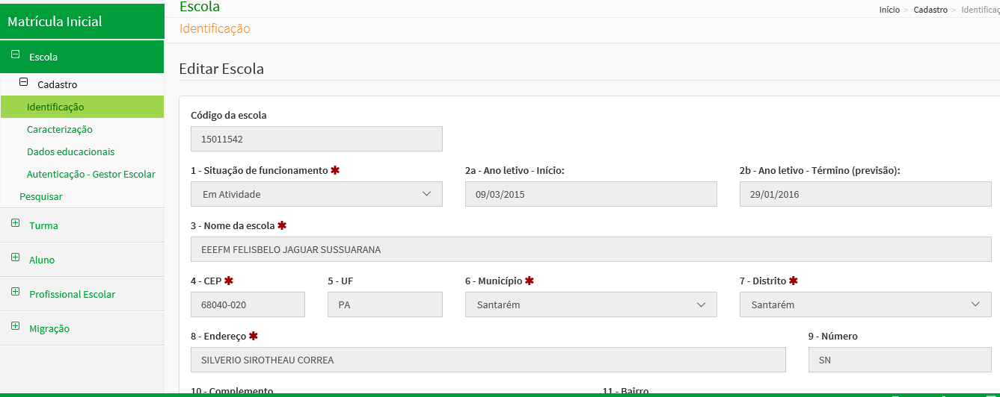 Matrícula Inicial
Escola
Cadastro
Identificação
Caracterização
Dados educacionais
Autenticação - Gestor Escolar
Pesquisar
Turma
Aluno
Profissional Escolar
Migração
Escola
Início > Cadastro >
Identificação
Editar Escola
Código da escola
15011542
1 - Situação de funcionamento ✱ 2a - Ano letivo - Início: 2b - Ano letivo - Término (previsão):
Em Atividade 09/03/2015 29/01/2016
3 - Nome da escola ✱
EEEFM FELISBELO JAGUAR SUSSUARANA
4 - CEP ✱ 5 - UF 6 - Município ✱ 7 - Distrito ✱
68040-020 PA Santarém Santarém
8 - Endereço ✱ 9 - Número
SILVERIO SIROTHEAU CORREA SN
10 - Complemento 11 - Bairro